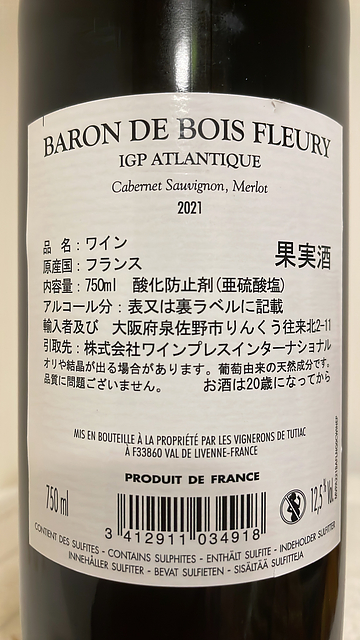 BARON DE BOIS FLEURY
IGP ATLANTIQUE
Cabernet Sauvignon, Merlot
2021
品 名：ワイン
果実酒
原産国：フランス
内容量：750ml 酸化防止剤(亜硫酸塩)
アルコール分：表又は裏ラベルに記載
輸入者及び 大阪府泉佐野市りんくう往来北2-11
引取先：株式会社ワインプレスインターナショナル
オリや結晶が出る場合があります。葡萄由来の天然成分です。
品質に問題ございません。 お酒は20歳になってから
MIS EN BOUTEILLE À LA PROPRIÉTÉ PAR LES VIGNERONS DE TUTIAC
À F33860 VAL DE LIVENNE-FRANCE
PRODUIT DE FRANCE
750 ml
12,5 % Vol.
3 412911 034918
CONTIENT DES SULFITES - CONTAINS SULPHITES - ENTHÄLT SULFITE - INDEHOLDER SULFITTER
INNEHÅLLER SULFITER - BEVAT SULFIETEN - SISÄLTÄÄ SULFIITTEJA